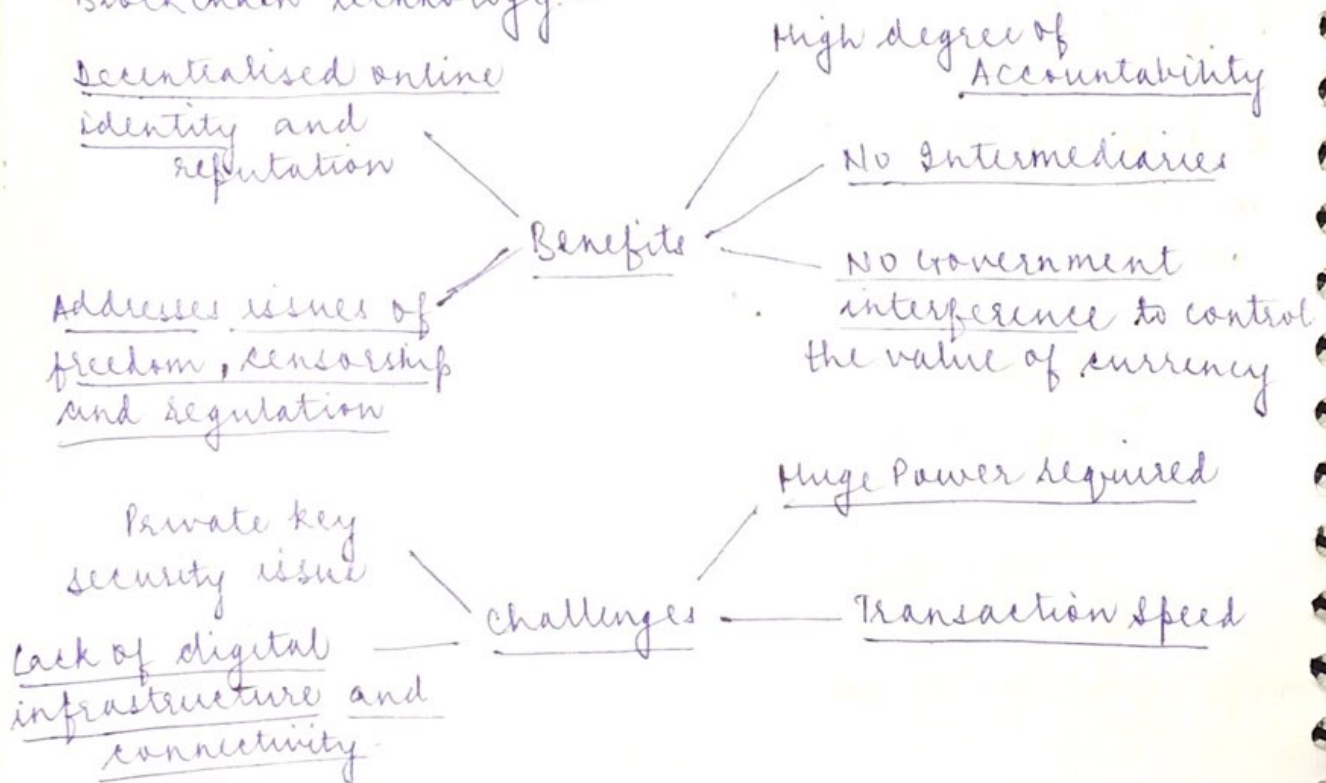 Blockchain technology.
Decentralised online
identity and
reputation
High degree of
Accountability
No Intermediaries
Benefits
No Government
interference to control
the value of currency
Addresses issues of
freedom, censorship
and regulation
Huge Power required
Private key
security issue
Challenges
Transaction Speed
Lack of digital
infrastructure and
connectivity.